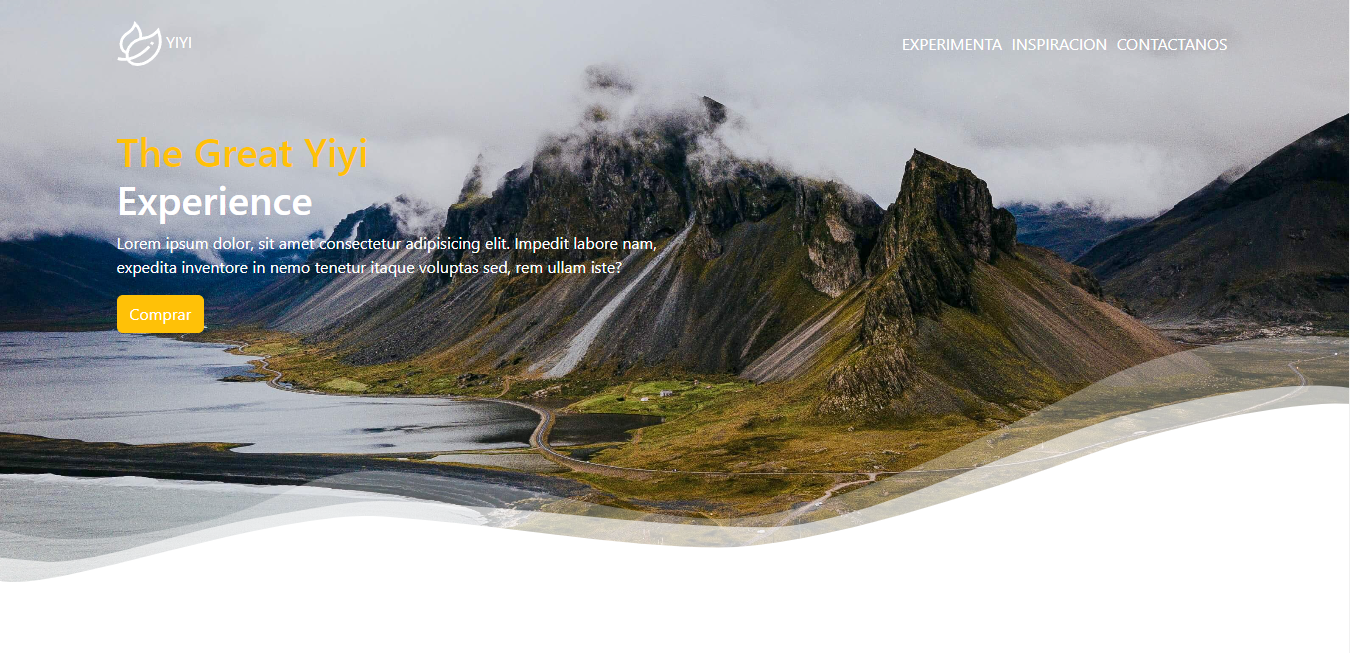 YIYI
EXPERIMENTA INSPIRACION CONTACTANOS
The Great Yiyi
Experience
Lorem ipsum dolor, sit amet consectetur adipisicing elit. Impedit labore nam,
expedita inventore in nemo tenetur itaque voluptas sed, rem ullam iste?
Comprar